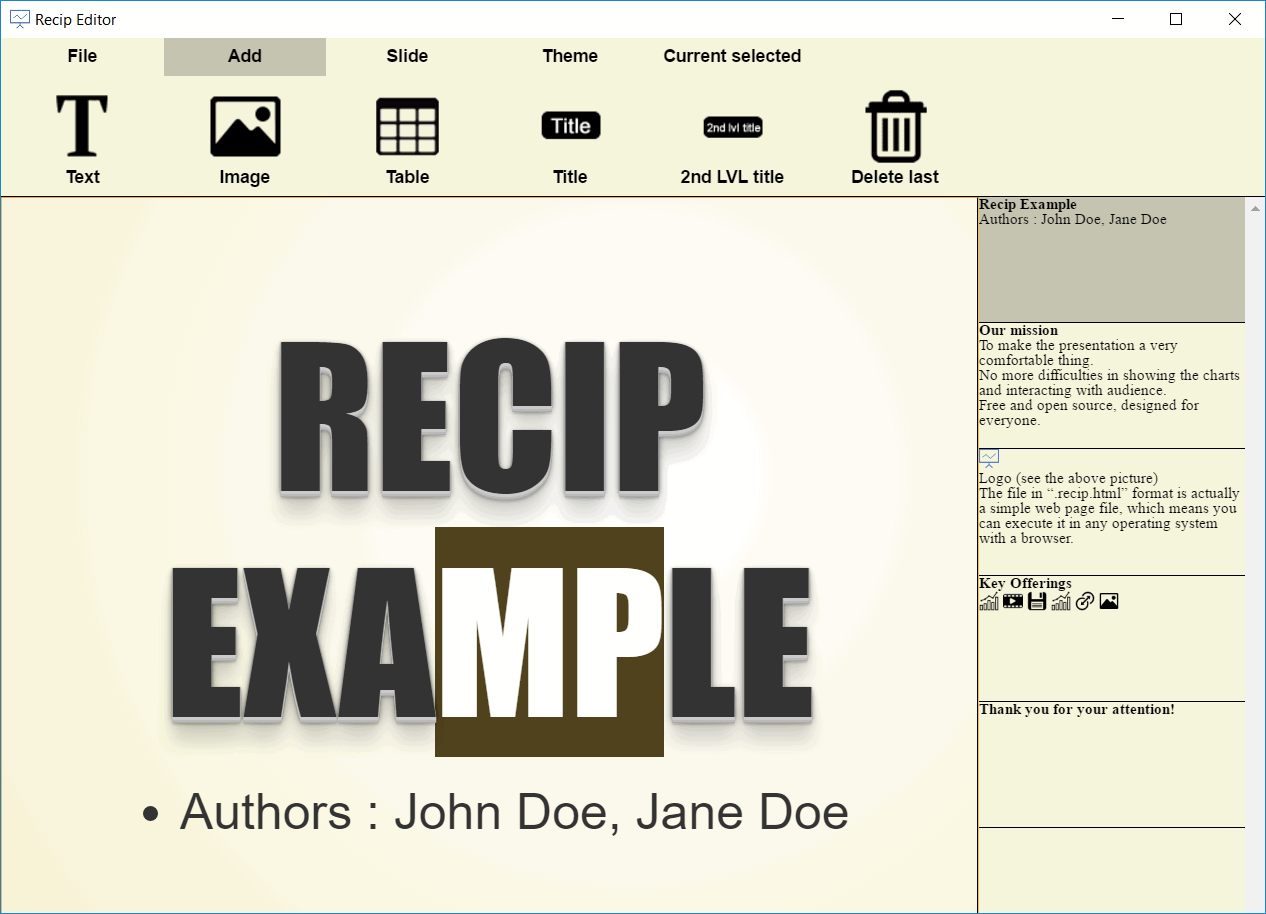 Recip Editor
File Add Slide Theme Current selected
Title 2nd lvl title
Text Image Table Title 2nd LVL title Delete last
RECIP
EXAMPLE
• Authors : John Doe, Jane Doe
Recip Example
Authors : John Doe, Jane Doe
Our mission
To make the presentation a very
comfortable thing.
No more difficulties in showing the charts
and interacting with audience.
Free and open source, designed for
everyone.
Logo (see the above picture)
The file in “.recip.html” format is actually
a simple web page file, which means you
can execute it in any operating system
with a browser.
Key Offerings
Thank you for your attention!